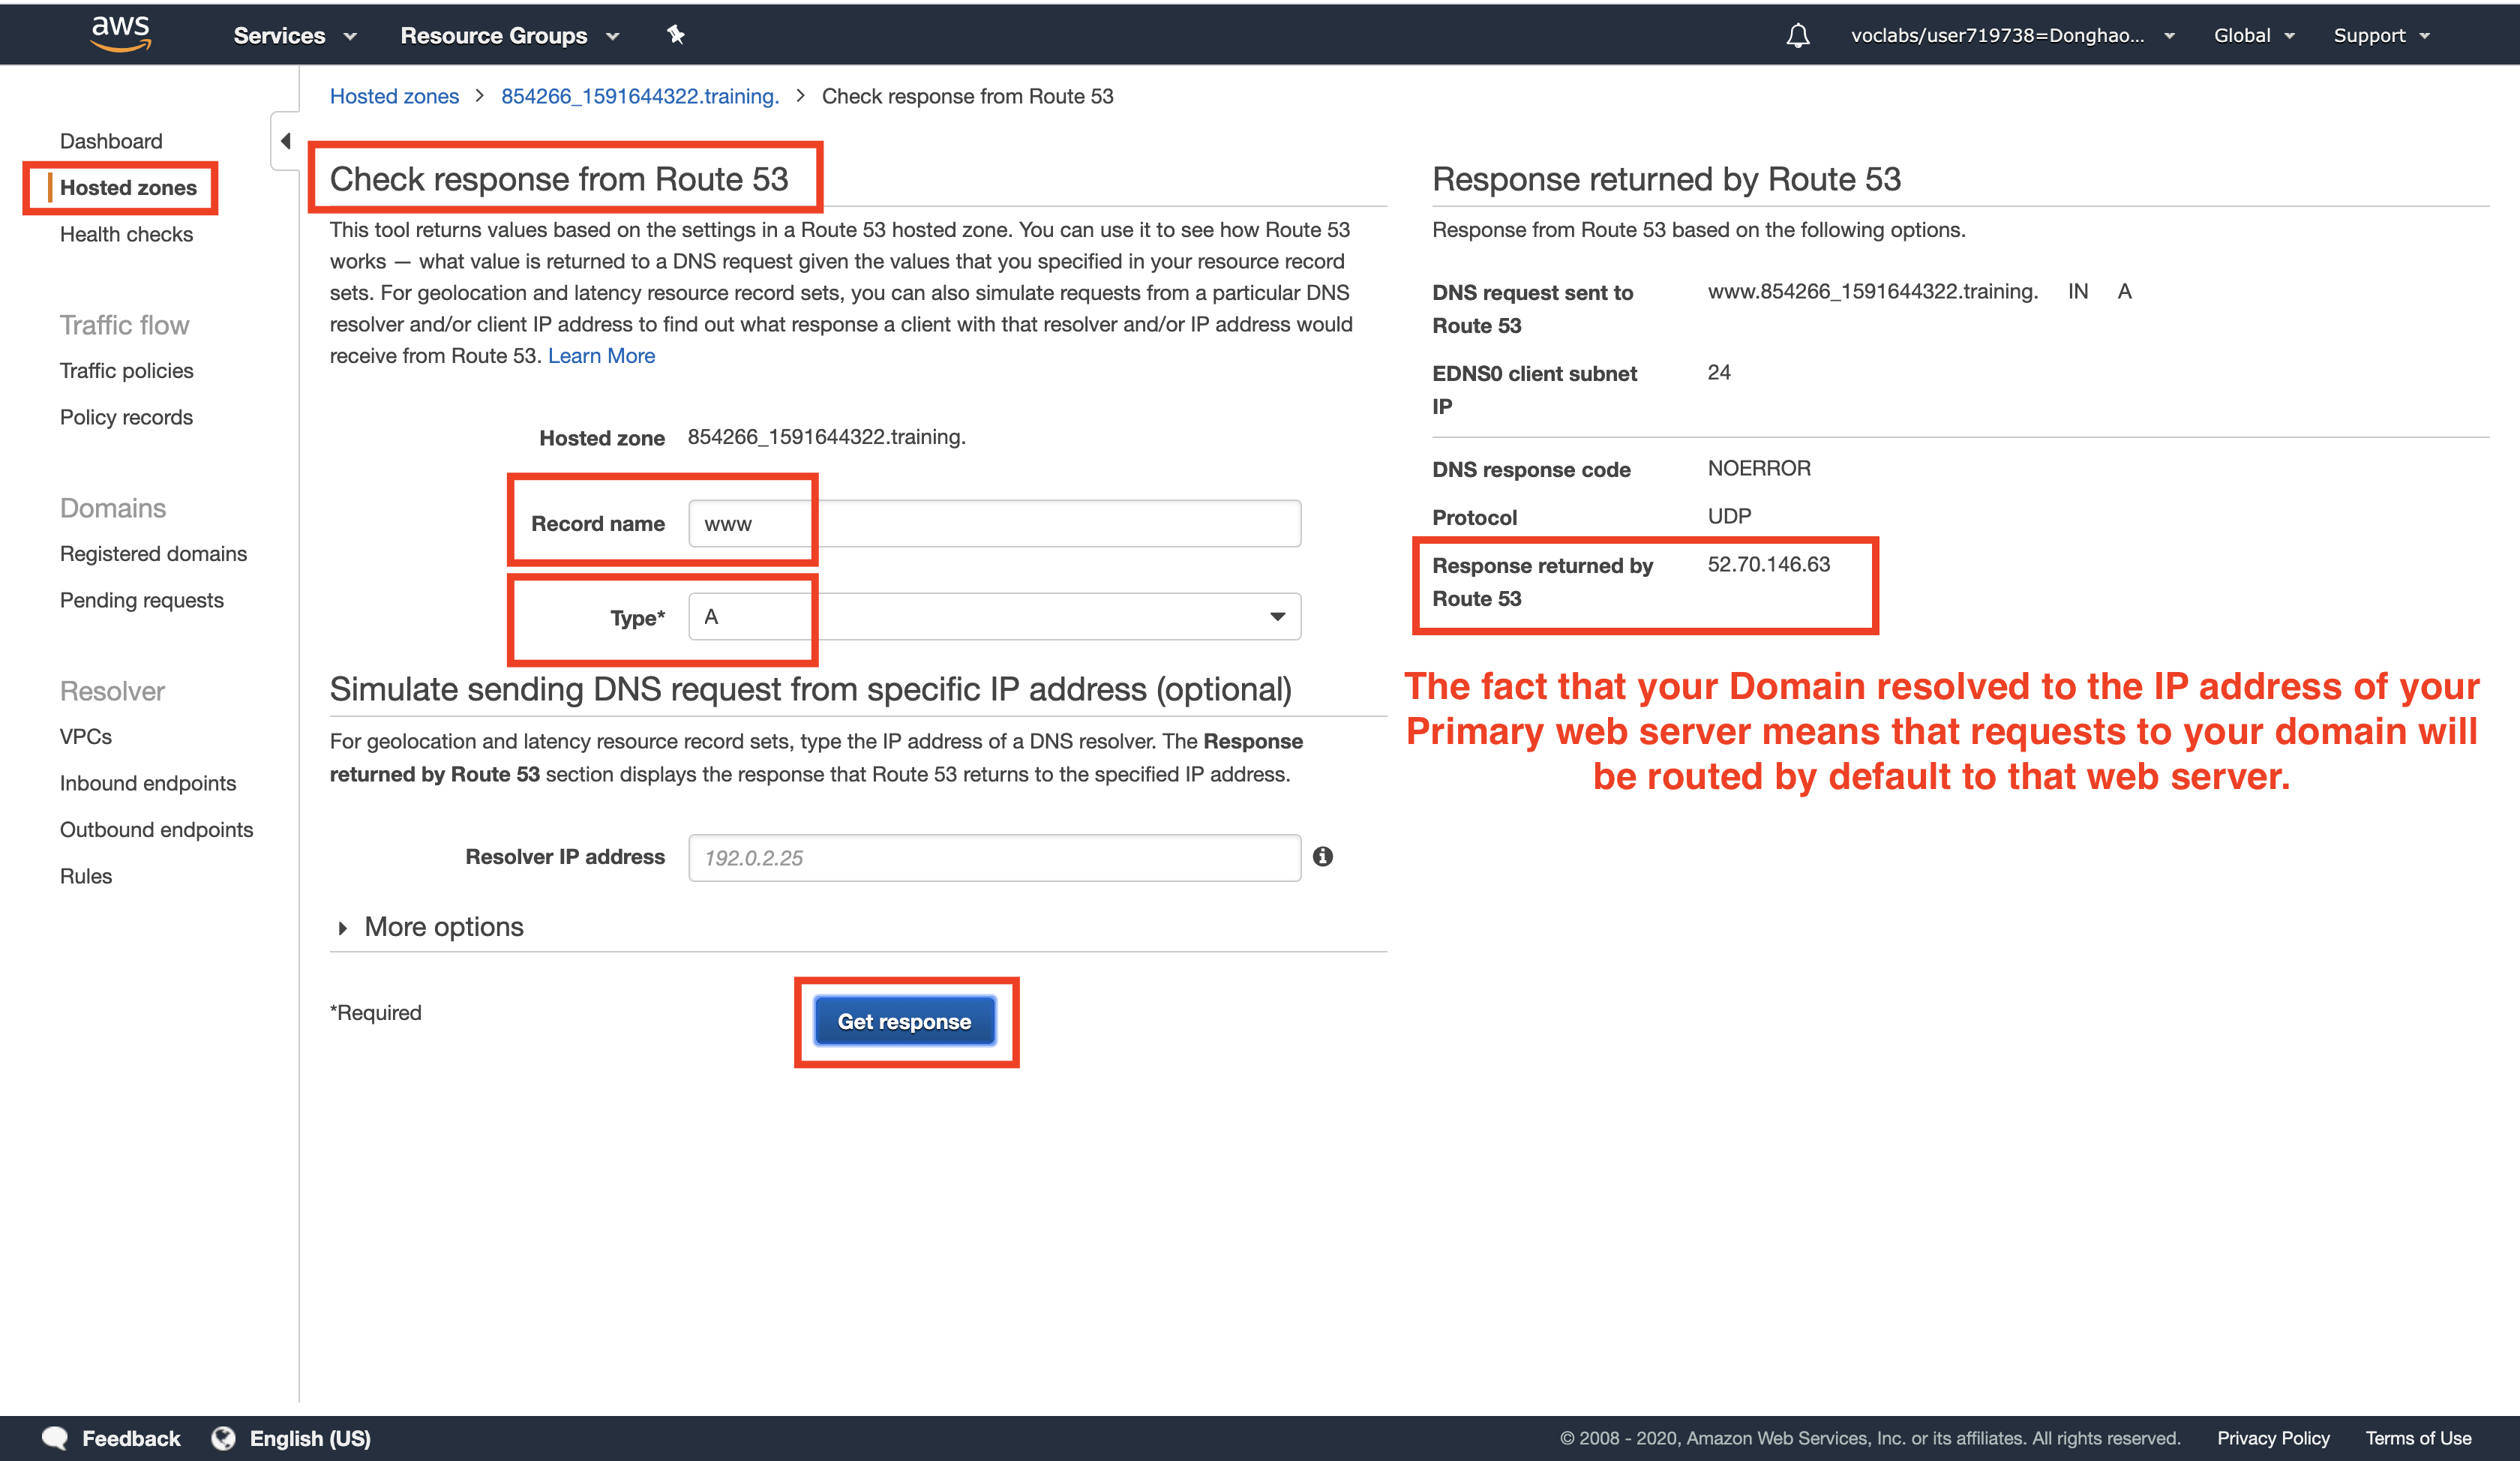 aws
Services
Resource Groups
voclabs/user719738=Donghao...
Global
Support
Dashboard
Hosted zones
Health checks
Traffic flow
Traffic policies
Policy records
Domains
Registered domains
Pending requests
Resolver
VPCs
Inbound endpoints
Outbound endpoints
Rules
Hosted zones > 854266_1591644322.training. > Check response from Route 53
Check response from Route 53
This tool returns values based on the settings in a Route 53 hosted zone. You can use it to see how Route 53
works — what value is returned to a DNS request given the values that you specified in your resource record
sets. For geolocation and latency resource record sets, you can also simulate requests from a particular DNS
resolver and/or client IP address to find out what response a client with that resolver and/or IP address would
receive from Route 53. Learn More
Hosted zone 854266_1591644322.training.
Record name www
Type* A
Simulate sending DNS request from specific IP address (optional)
For geolocation and latency resource record sets, type the IP address of a DNS resolver. The Response
returned by Route 53 section displays the response that Route 53 returns to the specified IP address.
Resolver IP address 192.0.2.25
More options
*Required
Get response
Response returned by Route 53
Response from Route 53 based on the following options.
DNS request sent to www.854266_1591644322.training. IN A
Route 53
EDNS0 client subnet 24
IP
DNS response code NOERROR
Protocol UDP
Response returned by 52.70.146.63
Route 53
The fact that your Domain resolved to the IP address of your
Primary web server means that requests to your domain will
be routed by default to that web server.
Feedback
English (US)
© 2008 - 2020, Amazon Web Services, Inc. or its affiliates. All rights reserved.
Privacy Policy
Terms of Use